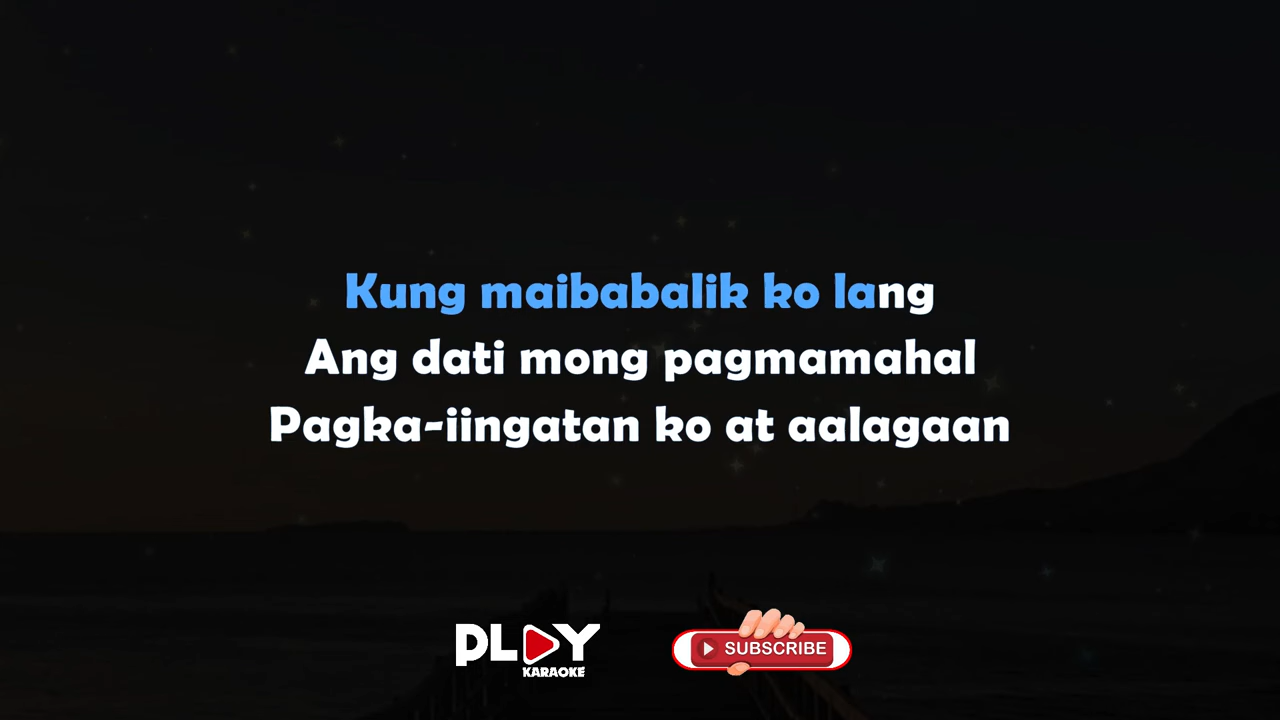 Kung maibabalik ko lang
Ang dati mong pagmamahal
Pagka-iingatan ko at aalagaan
PLAY
KARAOKE
SUBSCRIBE